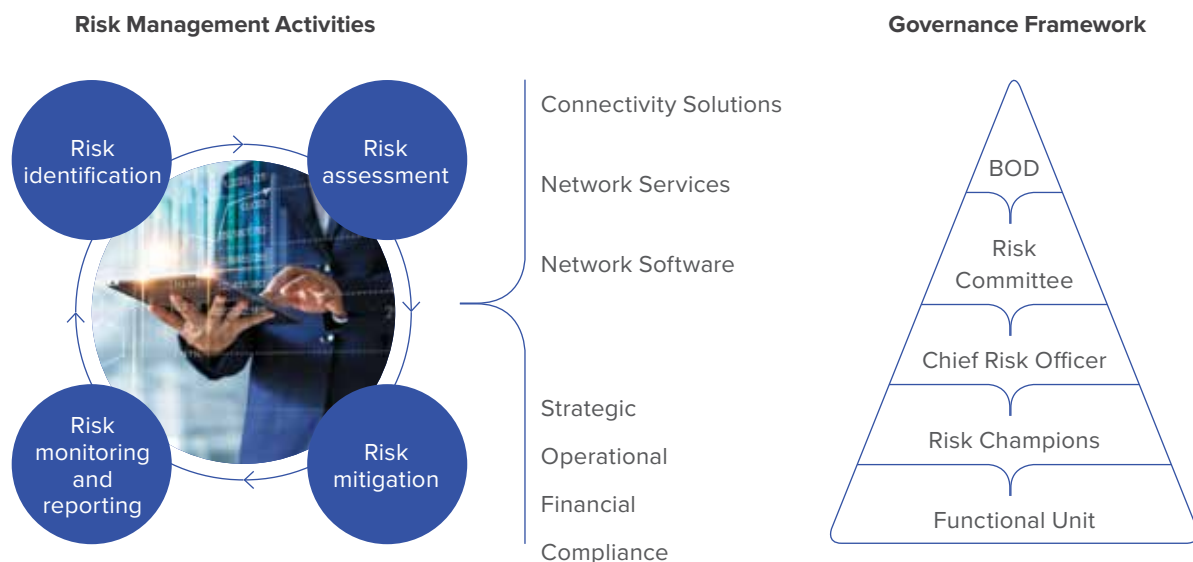 Risk Management Activities
Governance Framework
Risk
identification
Risk
assessment
Risk
monitoring
and
reporting
Risk
mitigation
Connectivity Solutions
Network Services
Network Software
Strategic
Operational
Financial
Compliance
BOD
Risk
Committee
Chief Risk Officer
Risk Champions
Functional Unit